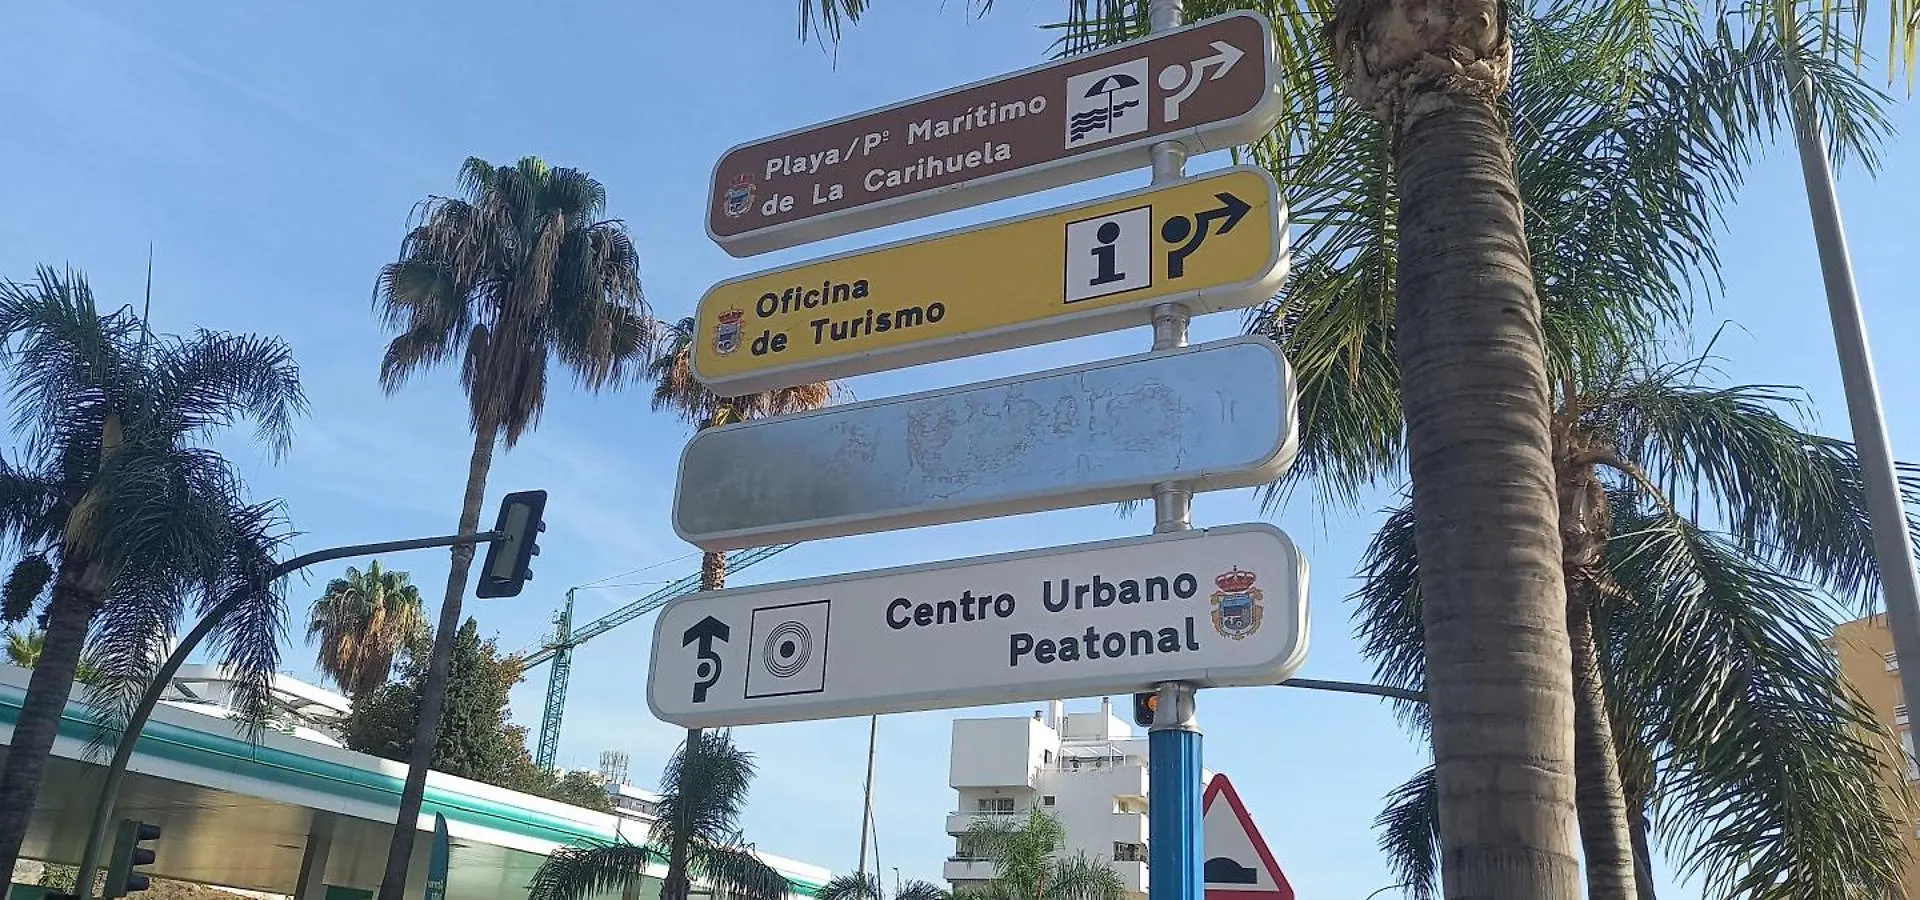 Playa/Pº Marítimo
de La Carihuela
Oficina
de Turismo
i
Centro Urbano
Peatonal